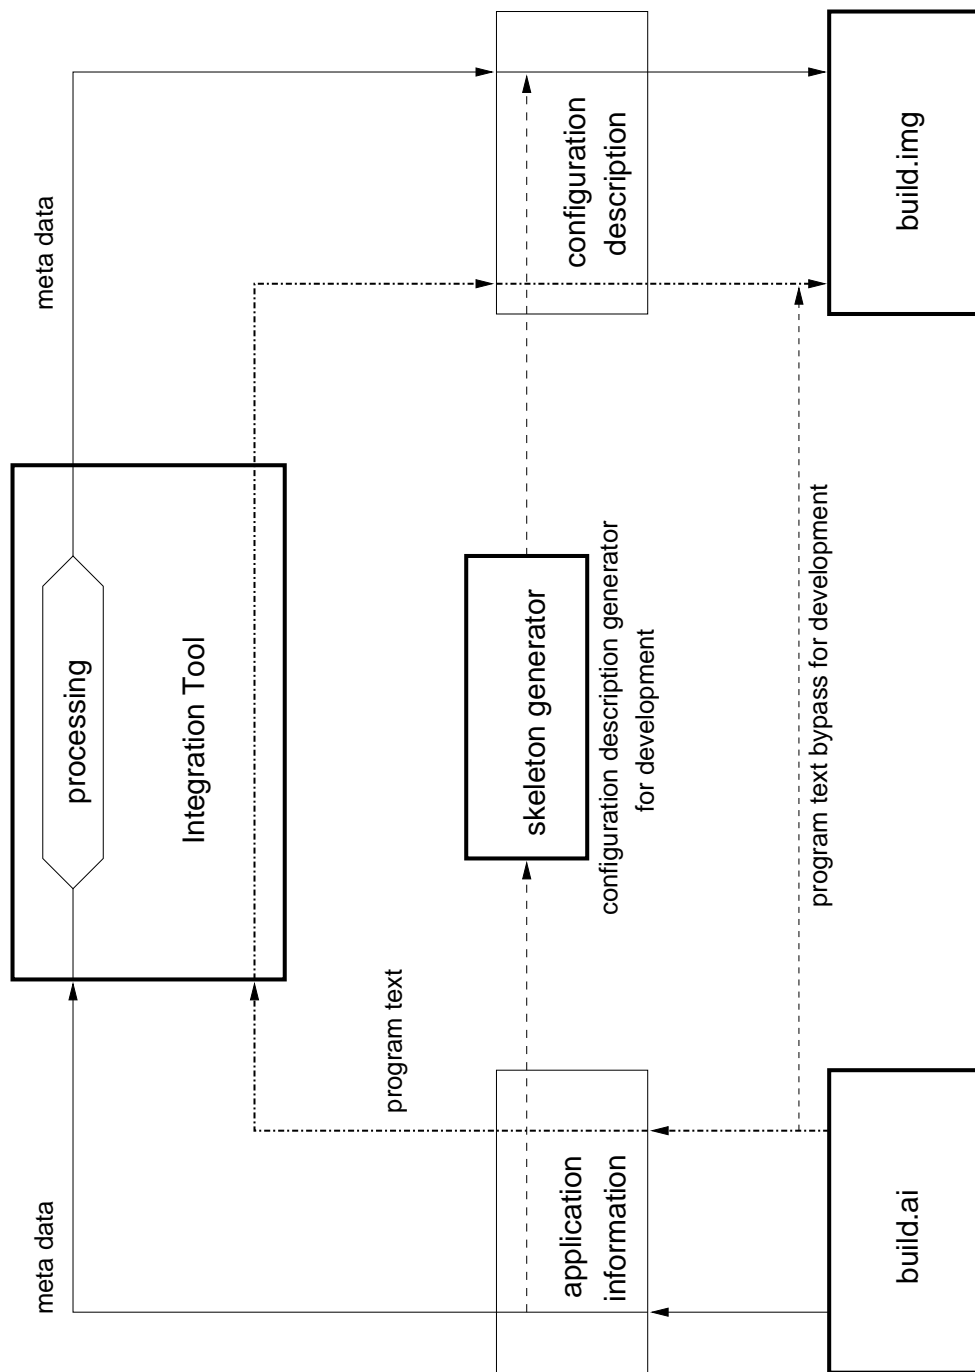 meta data
processing
Integration Tool
meta data
program text
application
information
skeleton generator
configuration description generator
for development
configuration
description
build.ai
program text bypass for development
build.img